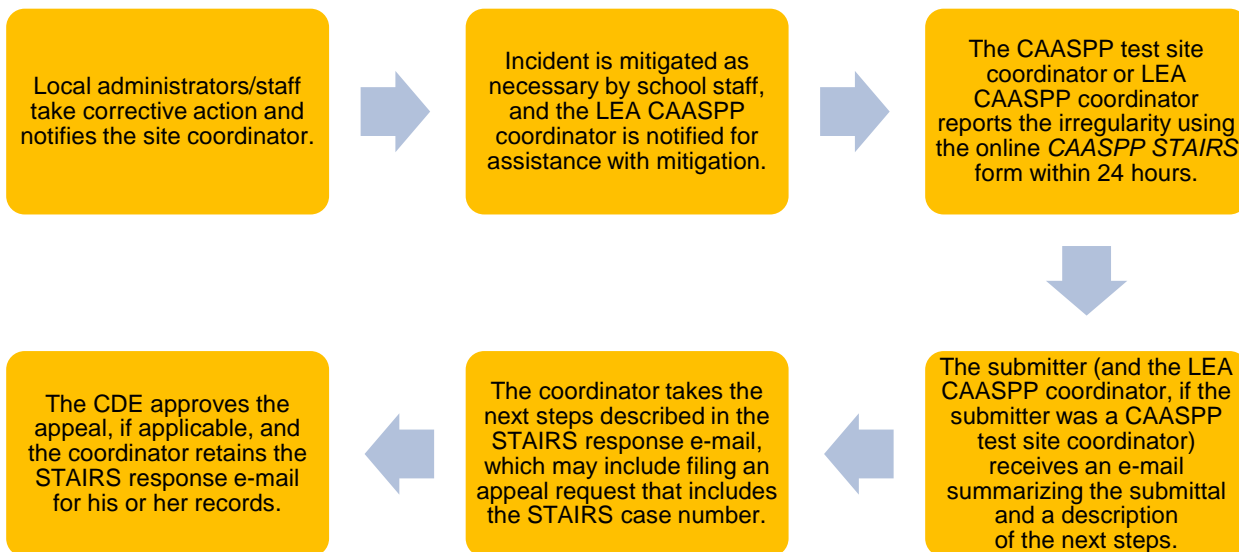 Local administrators/staff
take corrective action and
notifies the site coordinator.
Incident is mitigated as
necessary by school staff,
and the LEA CAASPP
coordinator is notified for
assistance with mitigation.
The CAASPP test site
coordinator or LEA
CAASPP coordinator
reports the irregularity using
the online CAASPP STAIRS
form within 24 hours.
The submitter (and the LEA
CAASPP coordinator, if the
submitter was a CAASPP
test site coordinator)
receives an e-mail
summarizing the submittal
and a description
of the next steps.
The coordinator takes the
next steps described in the
STAIRS response e-mail,
which may include filing an
appeal request that includes
the STAIRS case number.
The CDE approves the
appeal, if applicable, and
the coordinator retains the
STAIRS response e-mail
for his or her records.